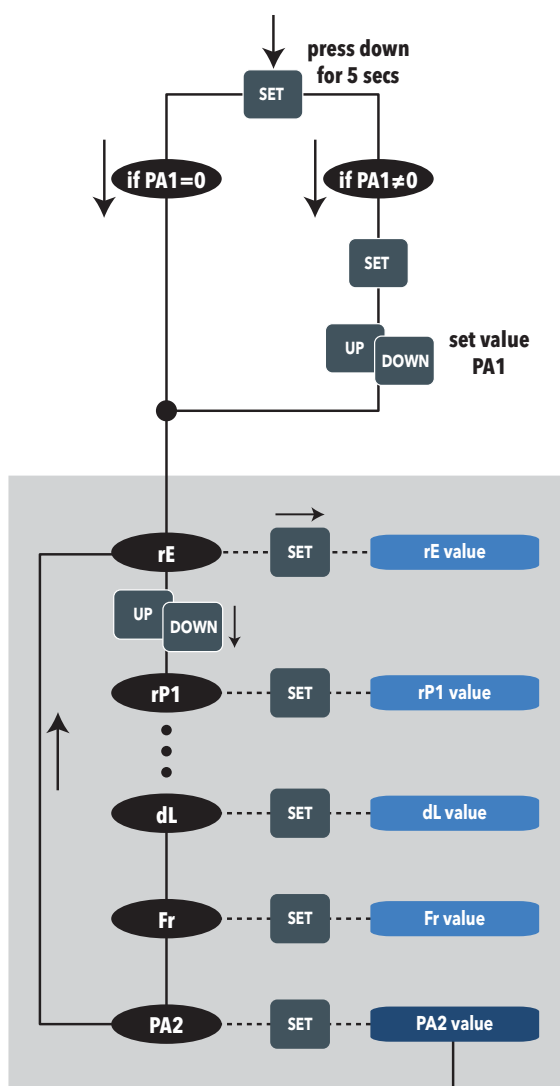 press down
for 5 secs
SET
if PA1=0
if PA1≠0
SET
UP
DOWN
set value
PA1
rE
SET
rE value
UP
DOWN
rP1
SET
rP1 value
dL
SET
dL value
Fr
SET
Fr value
PA2
SET
PA2 value